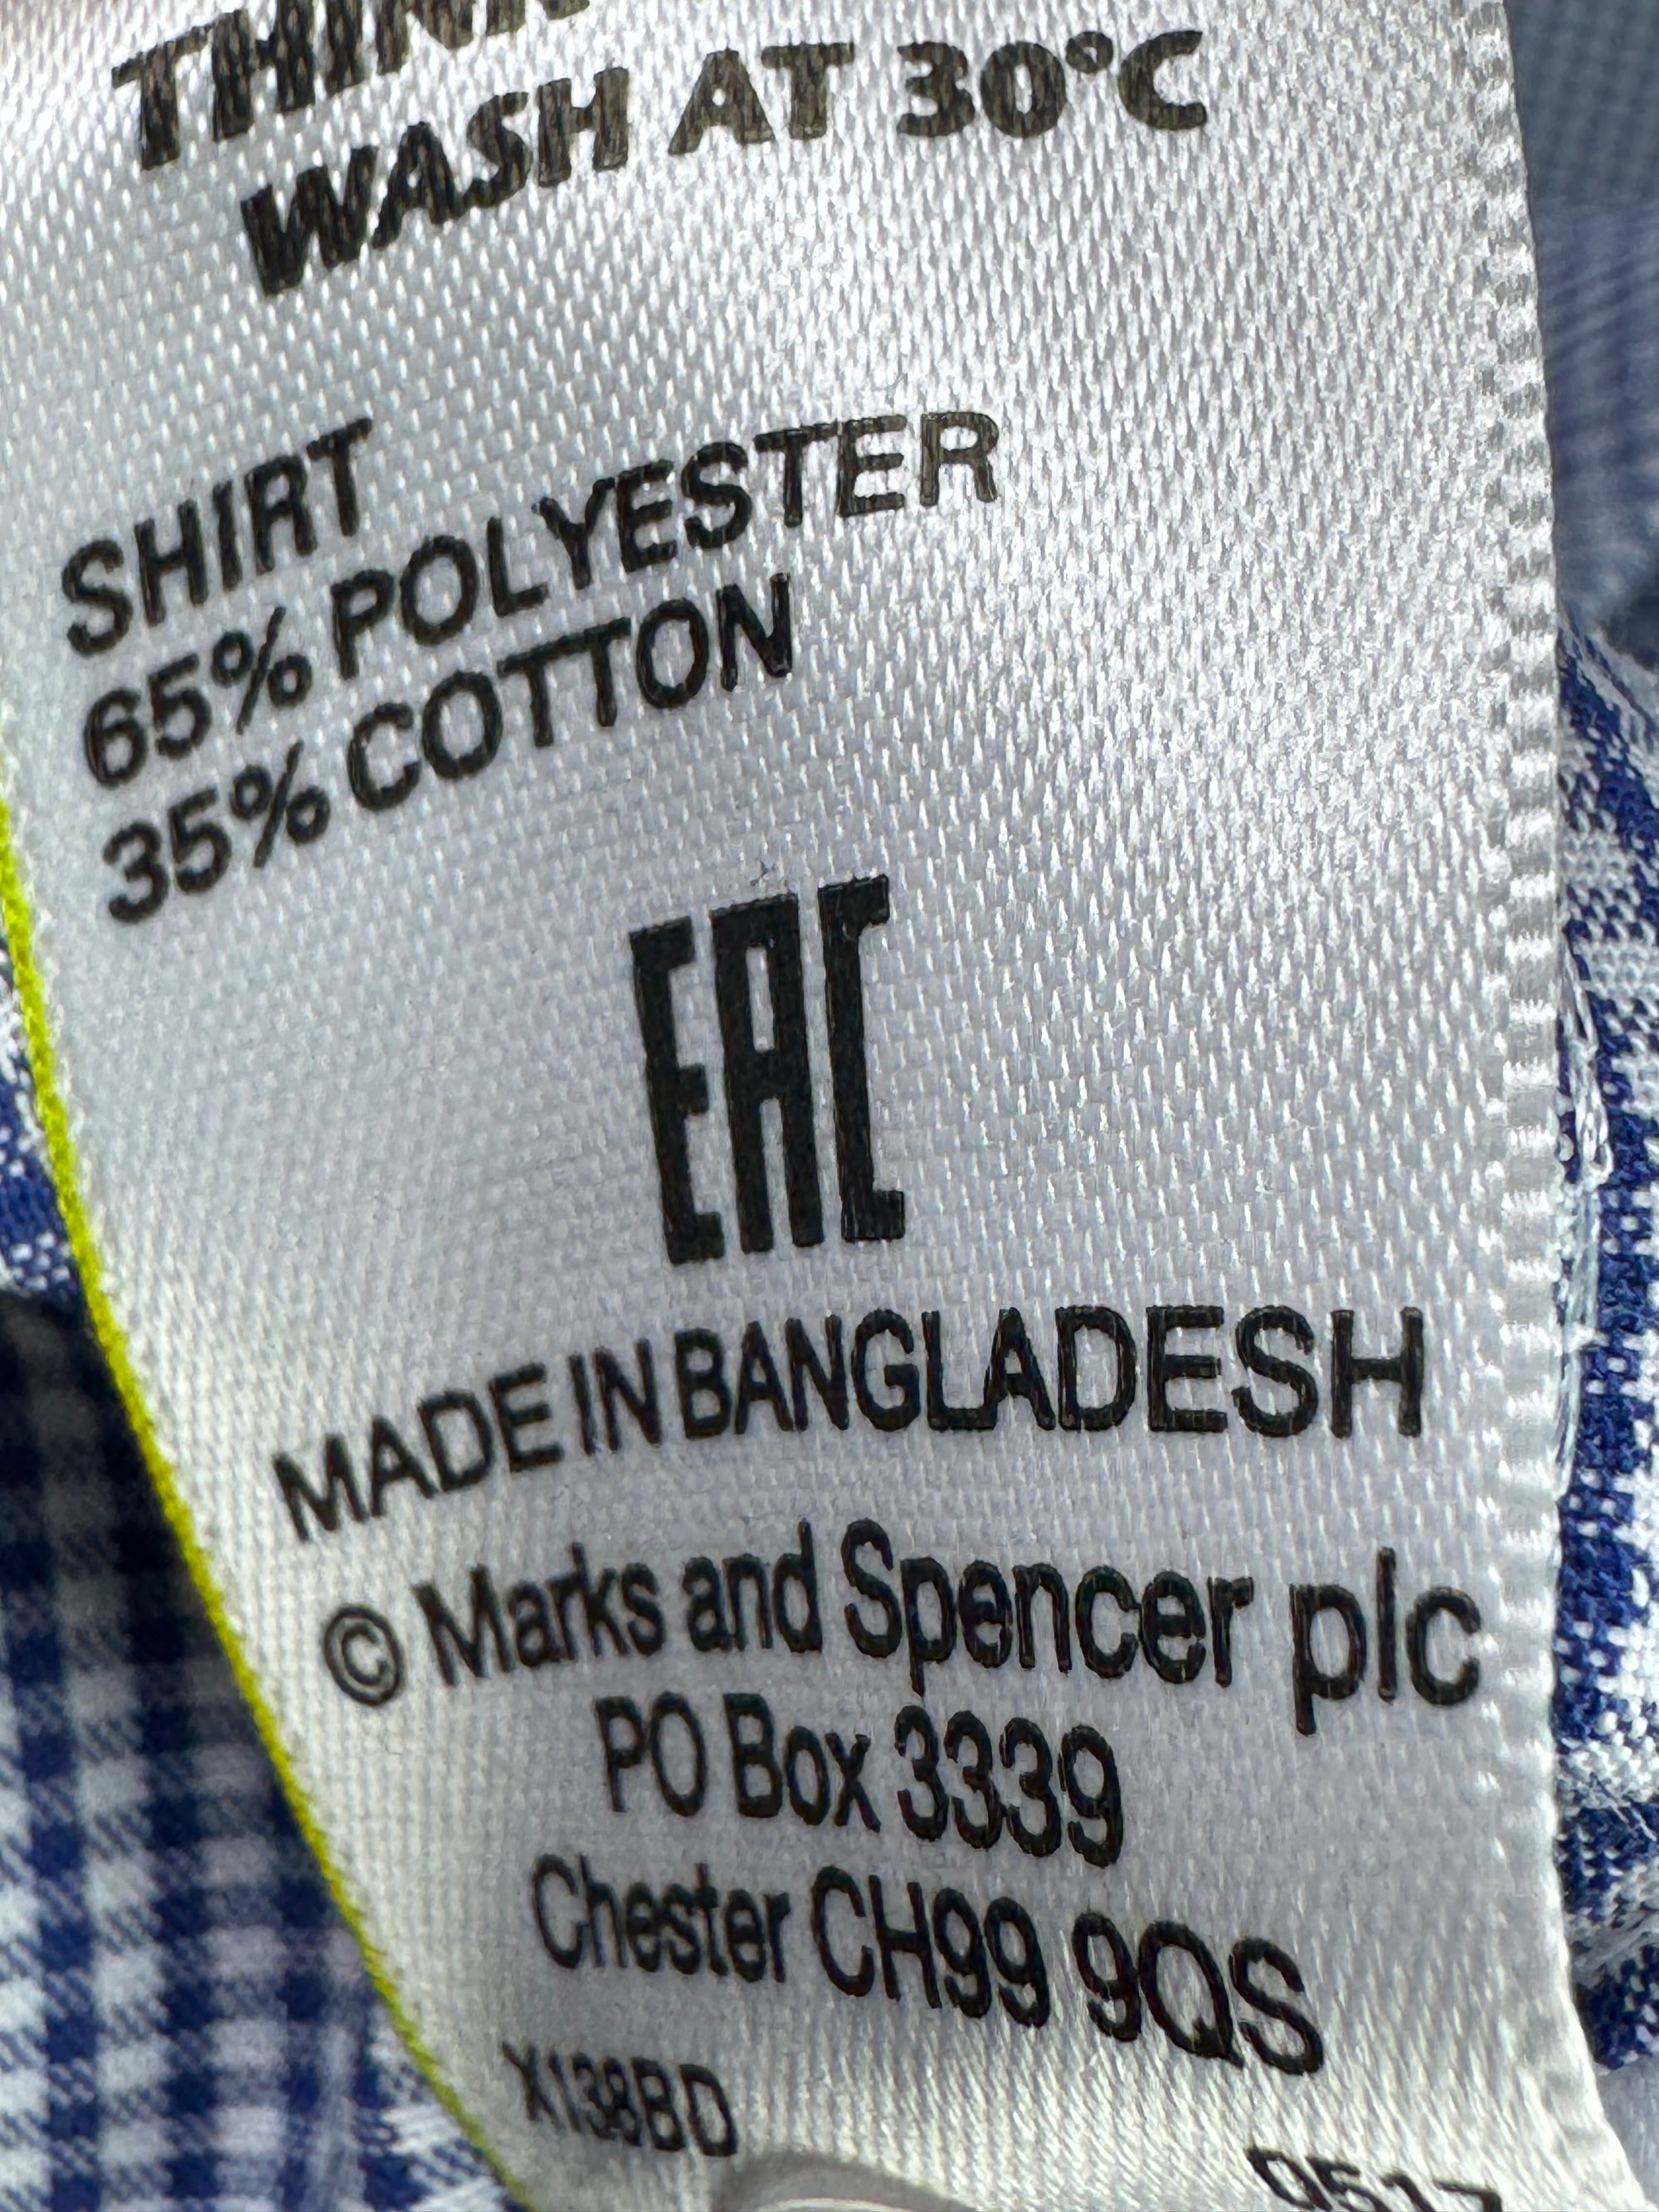 WASH AT 30°C
SHIRT
65% POLYESTER
35% COTTON
EAC
MADE IN BANGLADESH
© Marks and Spencer plc
PO Box 3339
Chester CH99 9QS
X138BD